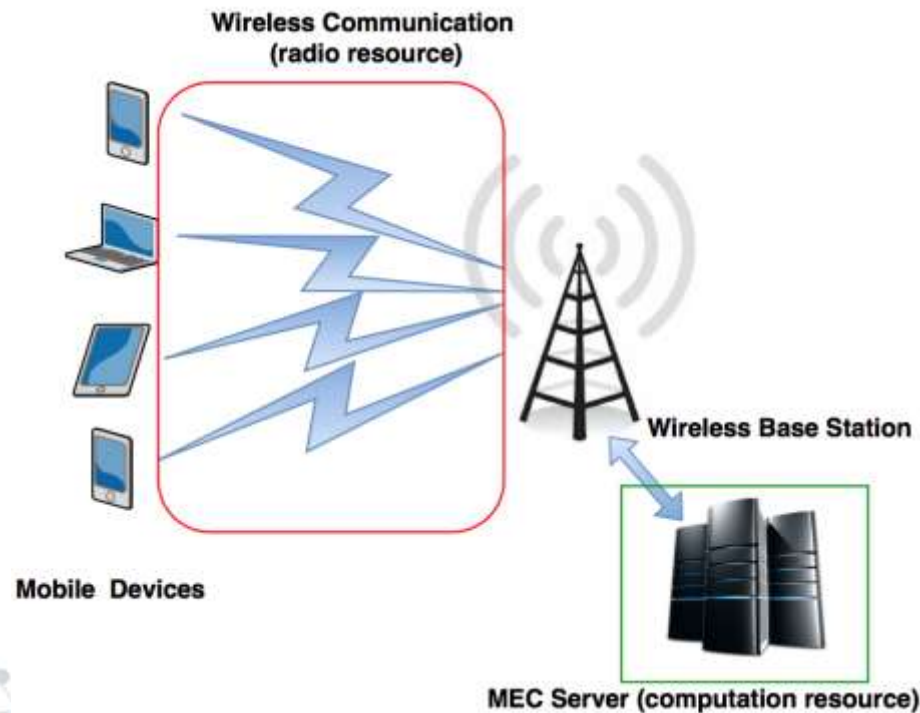 Wireless Communication
(radio resource)
Wireless Base Station
Mobile Devices
MEC Server (computation resource)